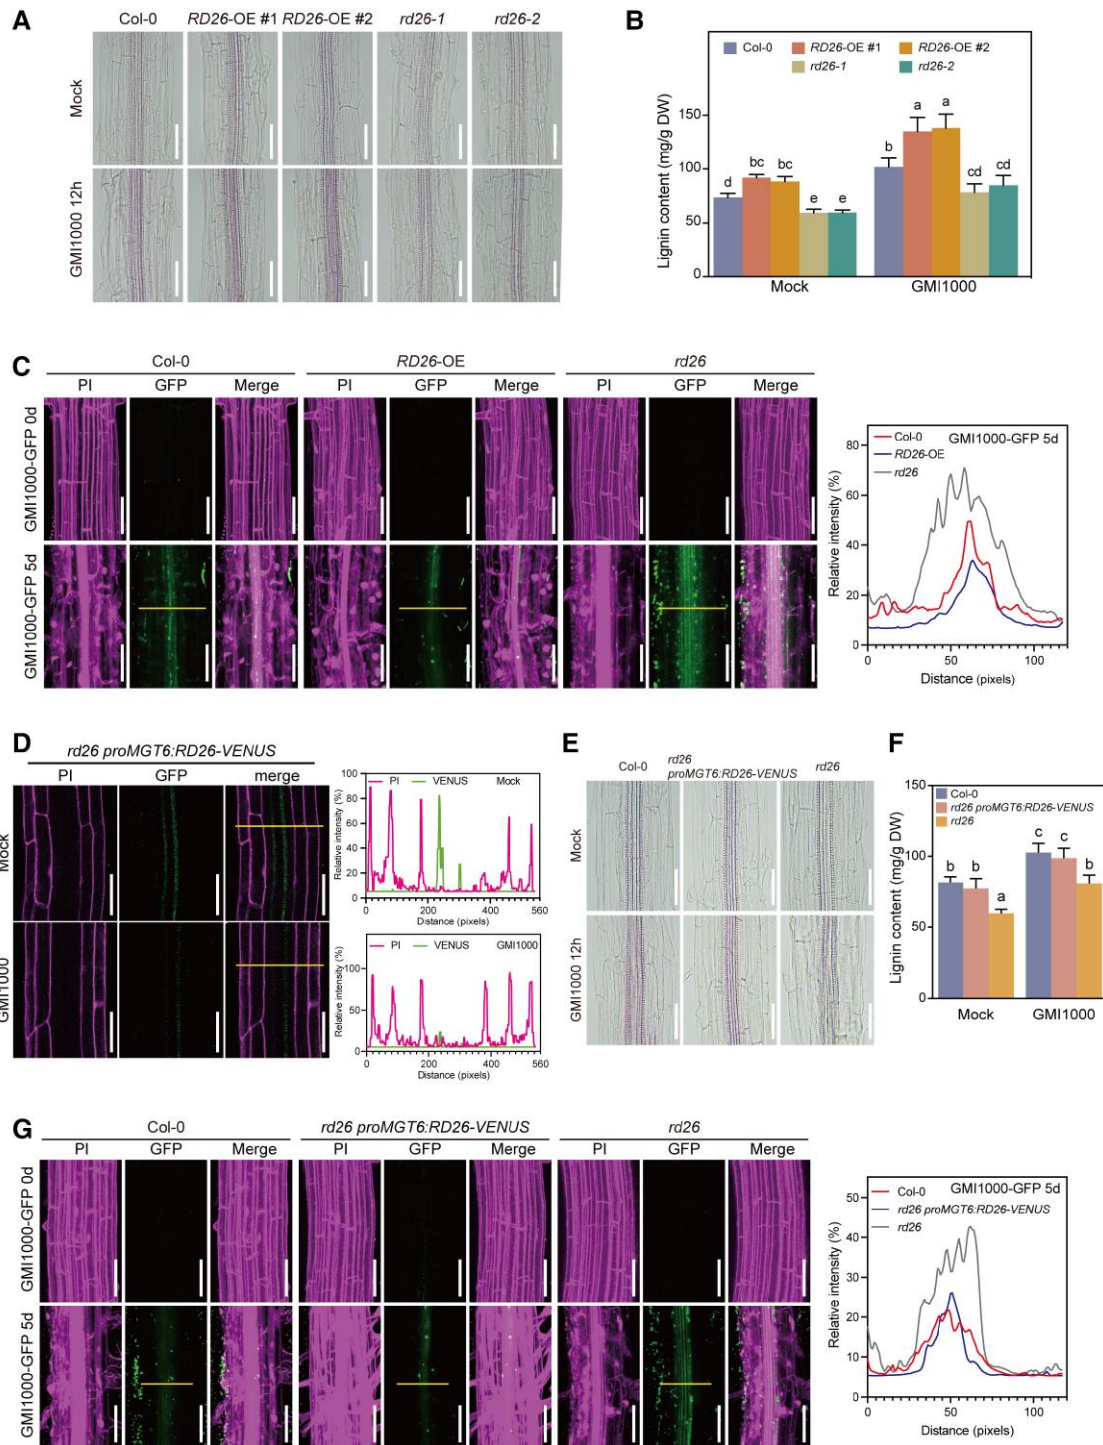 A
Col-0 RD26-OE #1 RD26-OE #2 rd26-1 rd26-2
Mock
GMI1000 12h
B
Col-0 RD26-OE #1 RD26-OE #2
rd26-1 rd26-2
Lignin content (mg/g DW)
150
100
50
0
d bc bc e e b a a cd cd
Mock GMI1000
C
Col-0 RD26-OE rd26
PI GFP Merge PI GFP Merge PI GFP Merge
GMI1000-GFP 0d
GMI1000-GFP 5d
Col-0 GMI1000-GFP 5d
RD26-OE
rd26
Relative intensity (%)
80
60
40
20
0
0 50 100
Distance (pixels)
D
rd26 proMGT6:RD26-VENUS
PI GFP merge
Mock
GMI1000
PI VENUS Mock
Relative intensity (%)
100
80
60
40
20
0
0 200 400 560
Distance (pixels)
PI VENUS GMI1000
Relative intensity (%)
100
50
0
0 200 400 560
Distance (pixels)
E
Col-0 rd26 proMGT6:RD26-VENUS rd26
Mock
GMI1000 12h
F
Col-0
rd26 proMGT6:RD26-VENUS
rd26
Lignin content (mg/g DW)
150
100
50
0
b b a c c b
Mock GMI1000
G
Col-0 rd26 proMGT6:RD26-VENUS rd26
PI GFP Merge PI GFP Merge PI GFP Merge
GMI1000-GFP 0d
GMI1000-GFP 5d
Col-0 GMI1000-GFP 5d
rd26 proMGT6:RD26-VENUS
rd26
Relative intensity (%)
50
40
30
20
10
0
0 50 100
Distance (pixels)